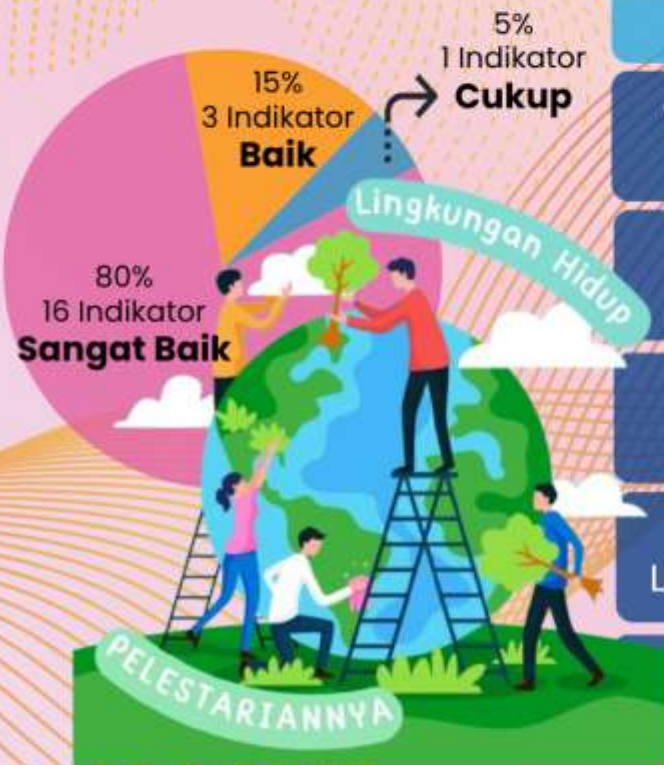 5%
1 Indikator
Cukup
15%
3 Indikator
Baik
Lingkungan Hidup
80%
16 Indikator
Sangat Baik
L
PELESTARIANNYA